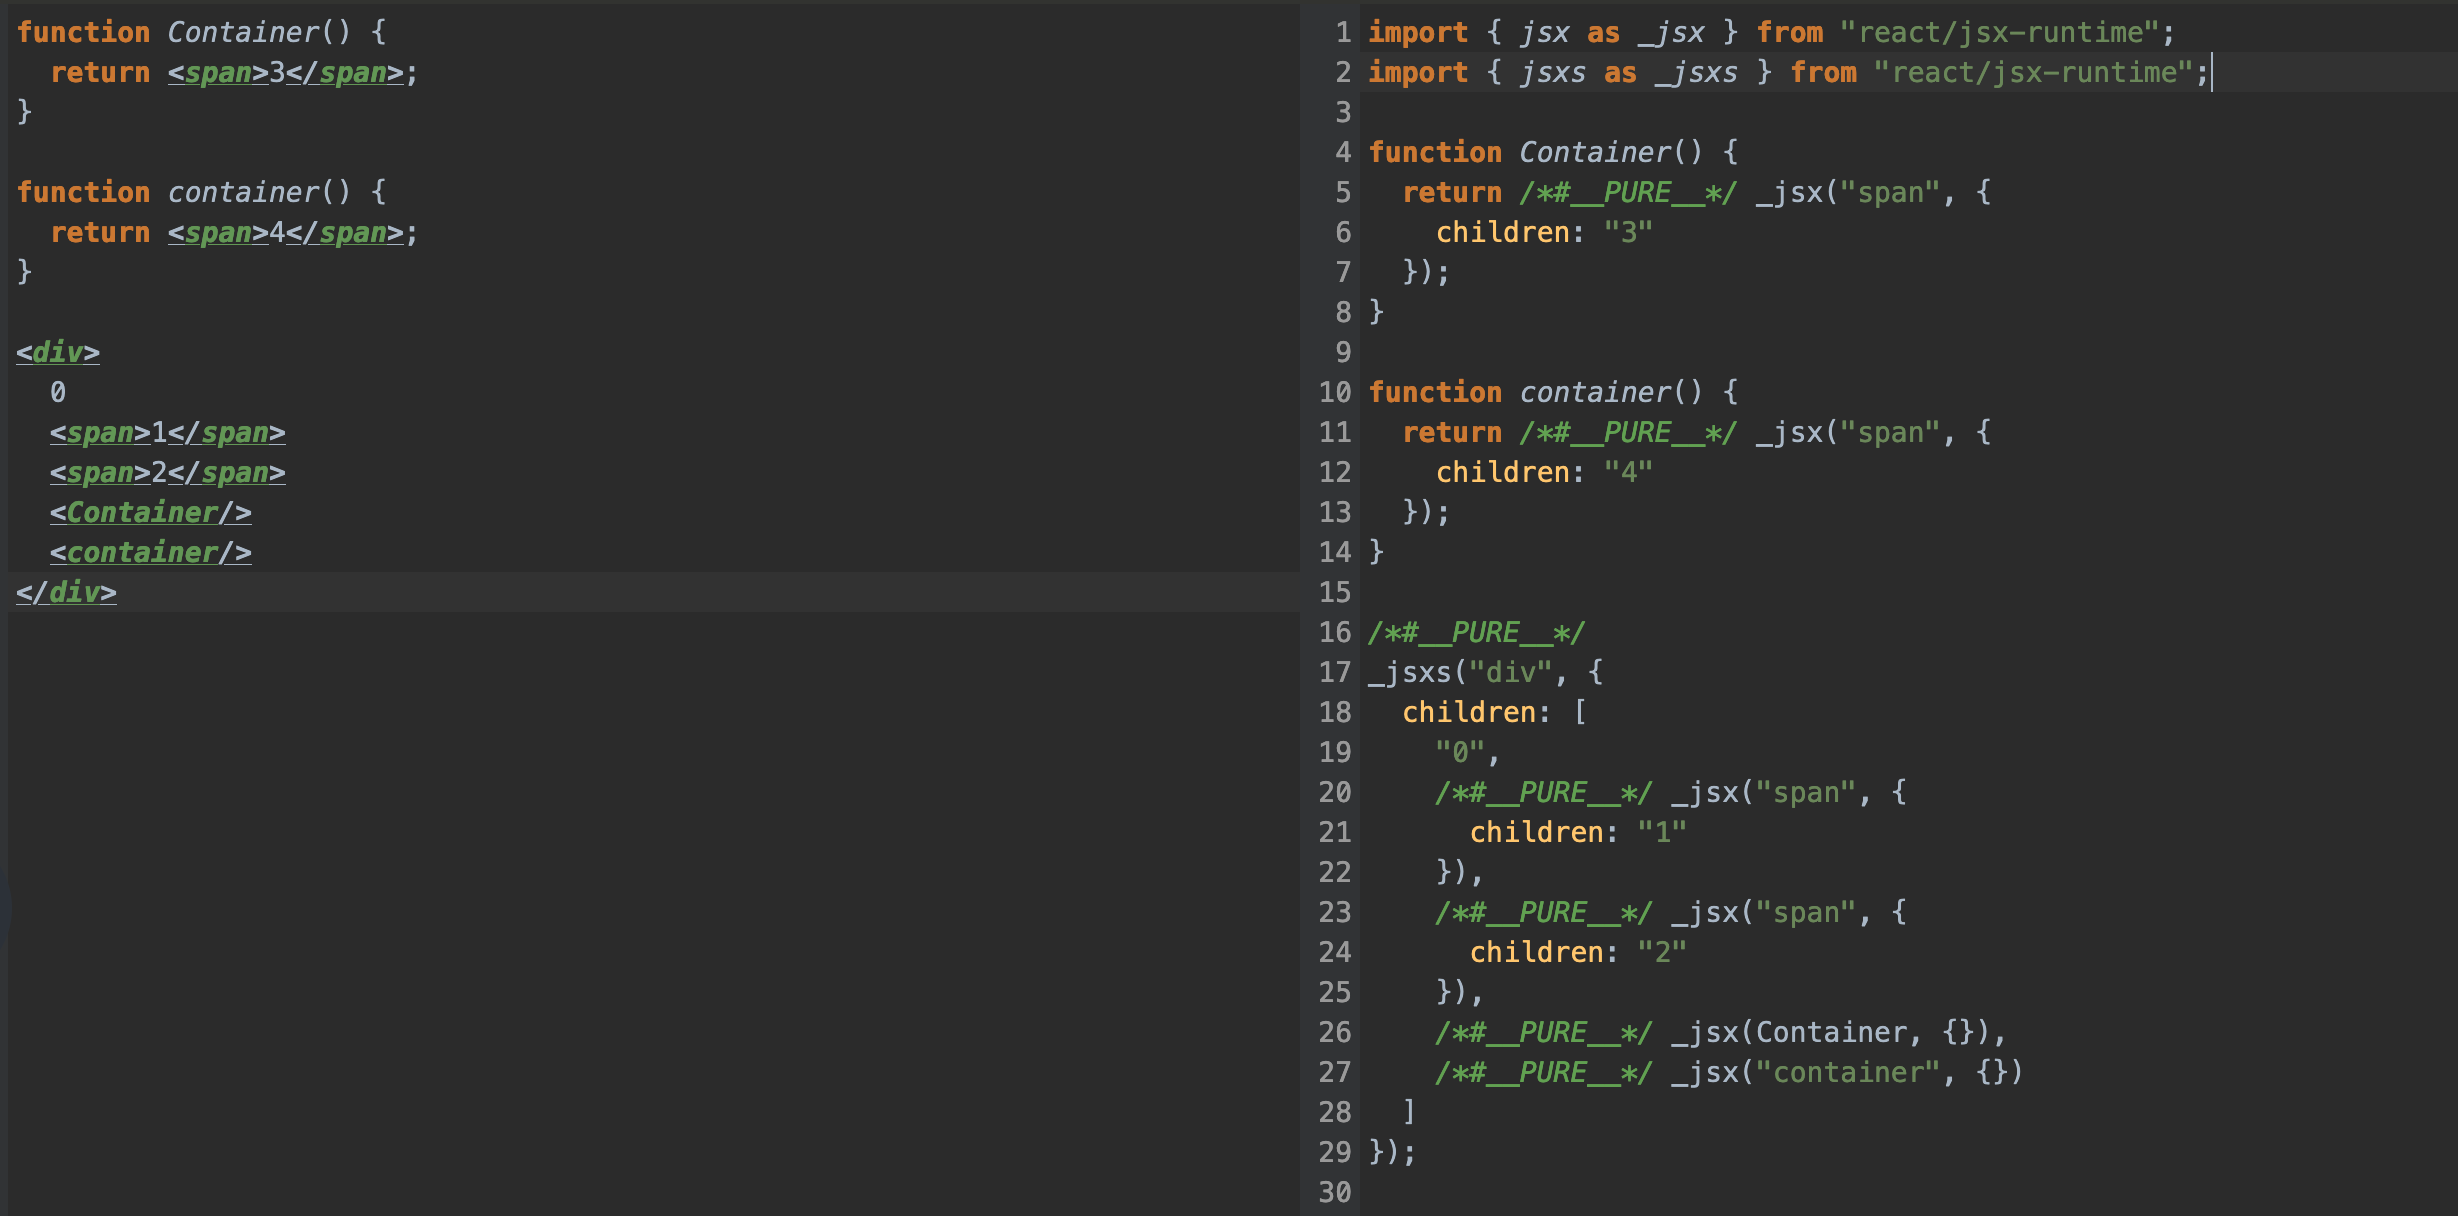 function Container() {
  return <span>3</span>;
}

function container() {
  return <span>4</span>;
}

<div>
  0
  <span>1</span>
  <span>2</span>
  <Container/>
  <container/>
</div>

1 import { jsx as _jsx } from "react/jsx-runtime";
2 import { jsxs as _jsxs } from "react/jsx-runtime";
3
4 function Container() {
5   return /*#__PURE__*/ _jsx("span", {
6     children: "3"
7   });
8 }
9
10 function container() {
11   return /*#__PURE__*/ _jsx("span", {
12     children: "4"
13   });
14 }
15
16 /*#__PURE__*/
17 _jsxs("div", {
18   children: [
19     "0",
20     /*#__PURE__*/ _jsx("span", {
21       children: "1"
22     }),
23     /*#__PURE__*/ _jsx("span", {
24       children: "2"
25     }),
26     /*#__PURE__*/ _jsx(Container, {}),
27     /*#__PURE__*/ _jsx("container", {})
28   ]
29 });
30